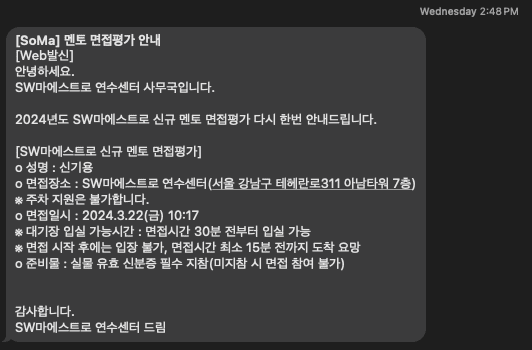 Wednesday 2:48 PM
[SoMa] 멘토 면접평가 안내
[Web발신]
안녕하세요.
SW마에스트로 연수센터 사무국입니다.
2024년도 SW마에스트로 신규 멘토 면접평가 다시 한번 안내드립니다.
[SW마에스트로 신규 멘토 면접평가]
o 성명 : 신기용
o 면접장소 : SW마에스트로 연수센터(서울 강남구 테헤란로311 아남타워 7층)
※ 주차 지원은 불가합니다.
o 면접일시 : 2024.3.22(금) 10:17
※ 대기장 입실 가능시간 : 면접시간 30분 전부터 입실 가능
※ 면접 시작 후에는 입장 불가, 면접시간 최소 15분 전까지 도착 요망
o 준비물 : 실물 유효 신분증 필수 지참(미지참 시 면접 참여 불가)
감사합니다.
SW마에스트로 연수센터 드림